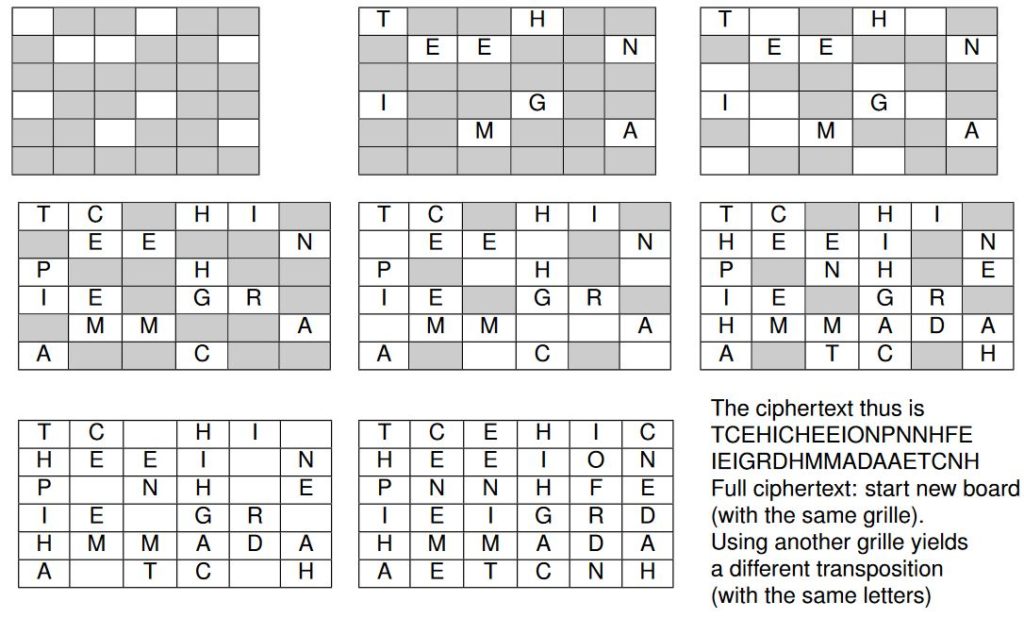 T H
E E N
I G
M A
T H
E E N
I G
M A
T C H I
E E N
P H
I E G R
M M A
A C
T C H I
E E N
P H
I E G R
M M A
A C
T C H I
H E E I N
P N H E
I E G R
H M M A D A
A T C H
T C H I
H E E I N
P N H E
I E G R
H M M A D A
A T C H
T C E H I C
H E E I O N
P N N H F E
I E I G R D
H M M A D A
A E T C N H
The ciphertext thus is
TCEHICHEEIONPNNHFE
IEIGRDHMMADAAETCNH
Full ciphertext: start new board
(with the same grille).
Using another grille yields
a different transposition
(with the same letters)